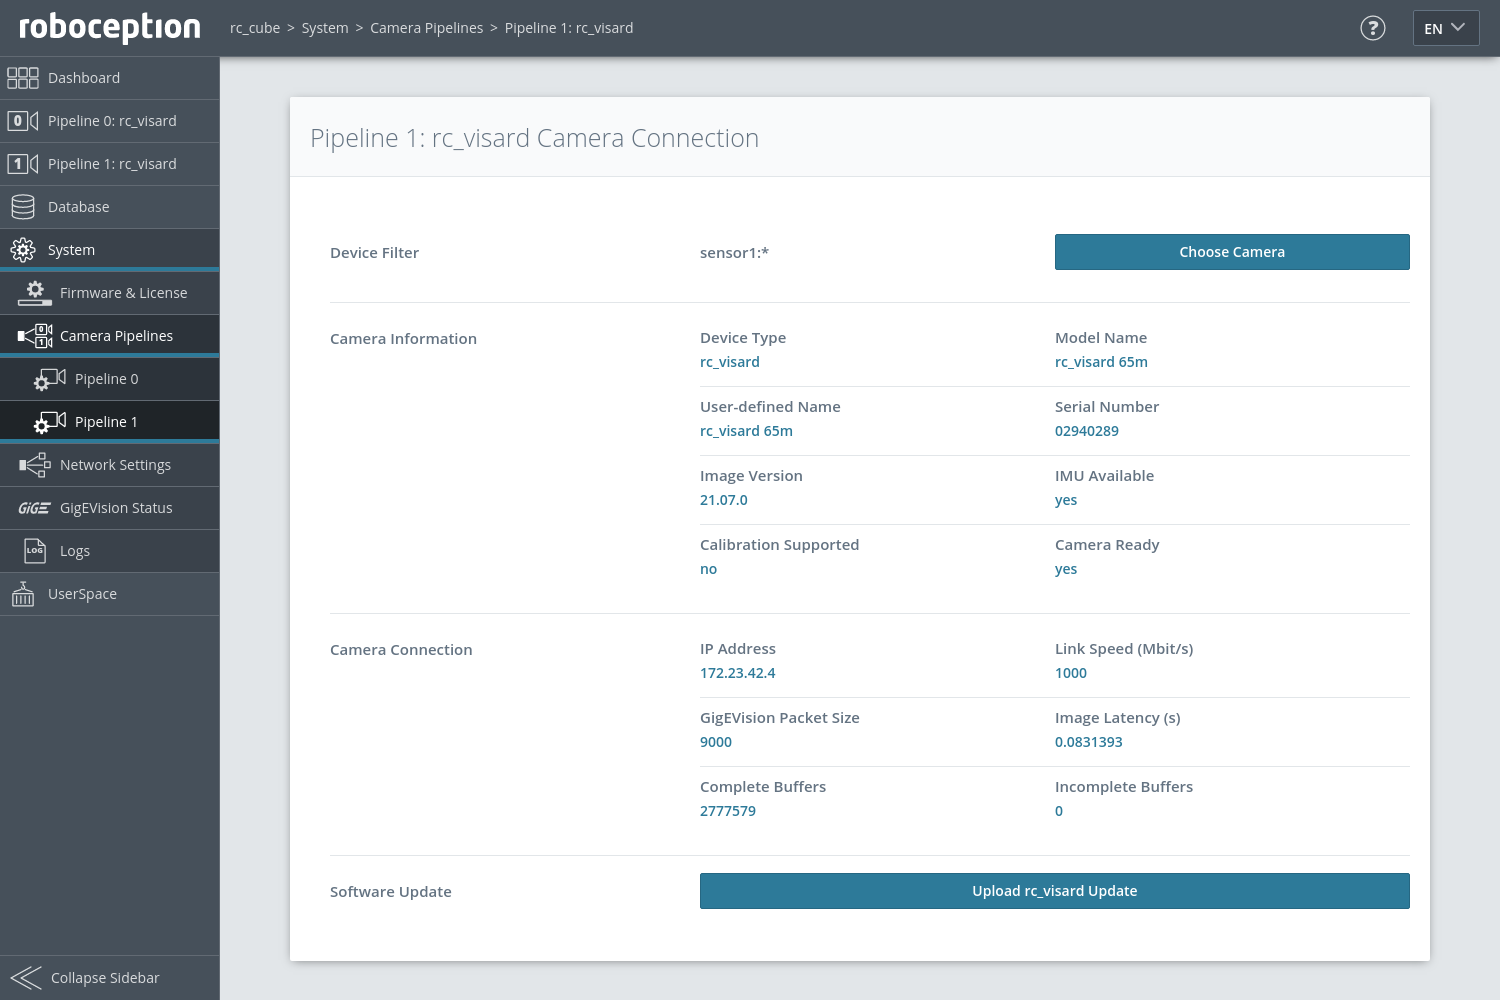 roboception
rc_cube > System > Camera Pipelines > Pipeline 1: rc_visard
?
EN
Dashboard
0
Pipeline 0: rc_visard
1
Pipeline 1: rc_visard
Database
System
Firmware & License
0
1
Camera Pipelines
Pipeline 0
Pipeline 1
Network Settings
GiGE
GigEVision Status
LOG
Logs
UserSpace
Collapse Sidebar
Pipeline 1: rc_visard Camera Connection
Device Filter
sensor1:*
Choose Camera
Camera Information
Device Type
rc_visard
Model Name
rc_visard 65m
User-defined Name
rc_visard 65m
Serial Number
02940289
Image Version
21.07.0
IMU Available
yes
Calibration Supported
no
Camera Ready
yes
Camera Connection
IP Address
172.23.42.4
Link Speed (Mbit/s)
1000
GigEVision Packet Size
9000
Image Latency (s)
0.0831393
Complete Buffers
2777579
Incomplete Buffers
0
Software Update
Upload rc_visard Update